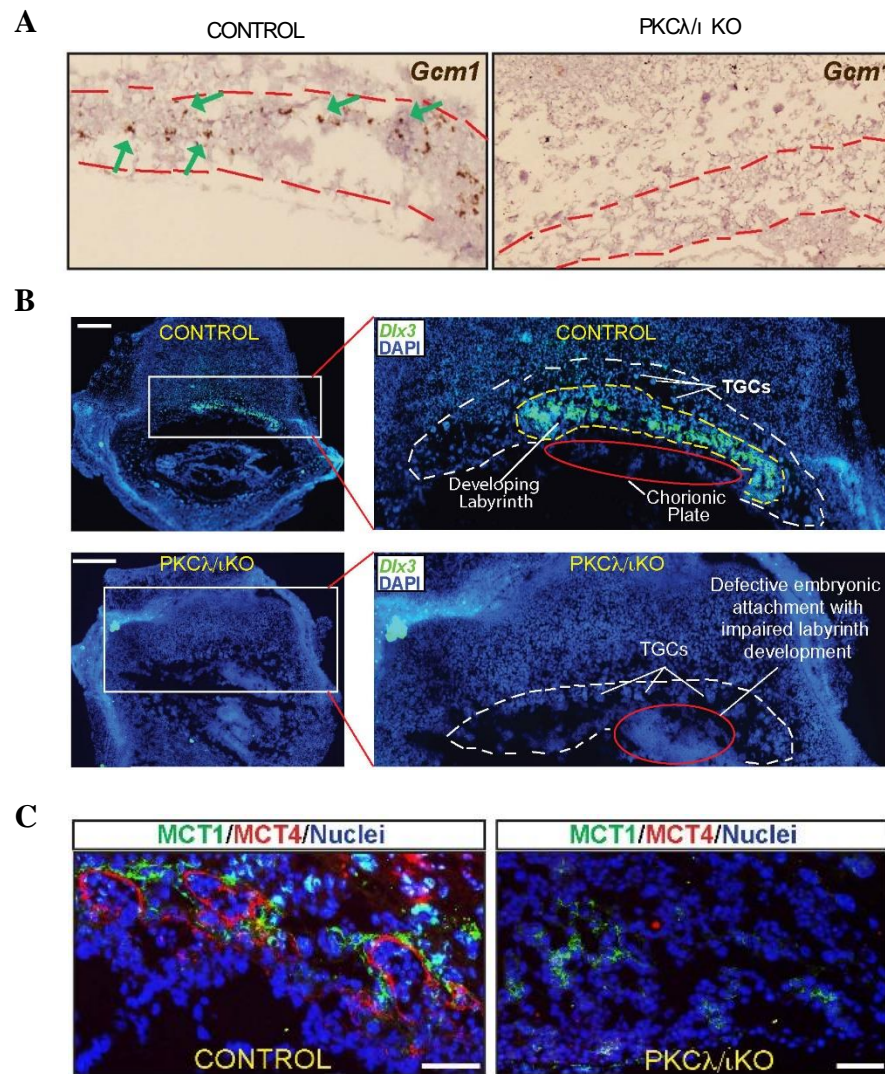 A
CONTROL
PKCλ/ι KO
Gcm1
Gcm1
B
CONTROL
Dlx3
DAPI
CONTROL
TGCs
Developing
Labyrinth
Chorionic
Plate
PKCλ/ιKO
Dlx3
DAPI
PKCλ/ιKO
Defective embryonic
attachment with
impaired labyrinth
development
TGCs
C
MCT1/MCT4/Nuclei
MCT1/MCT4/Nuclei
CONTROL
PKCλ/ιKO